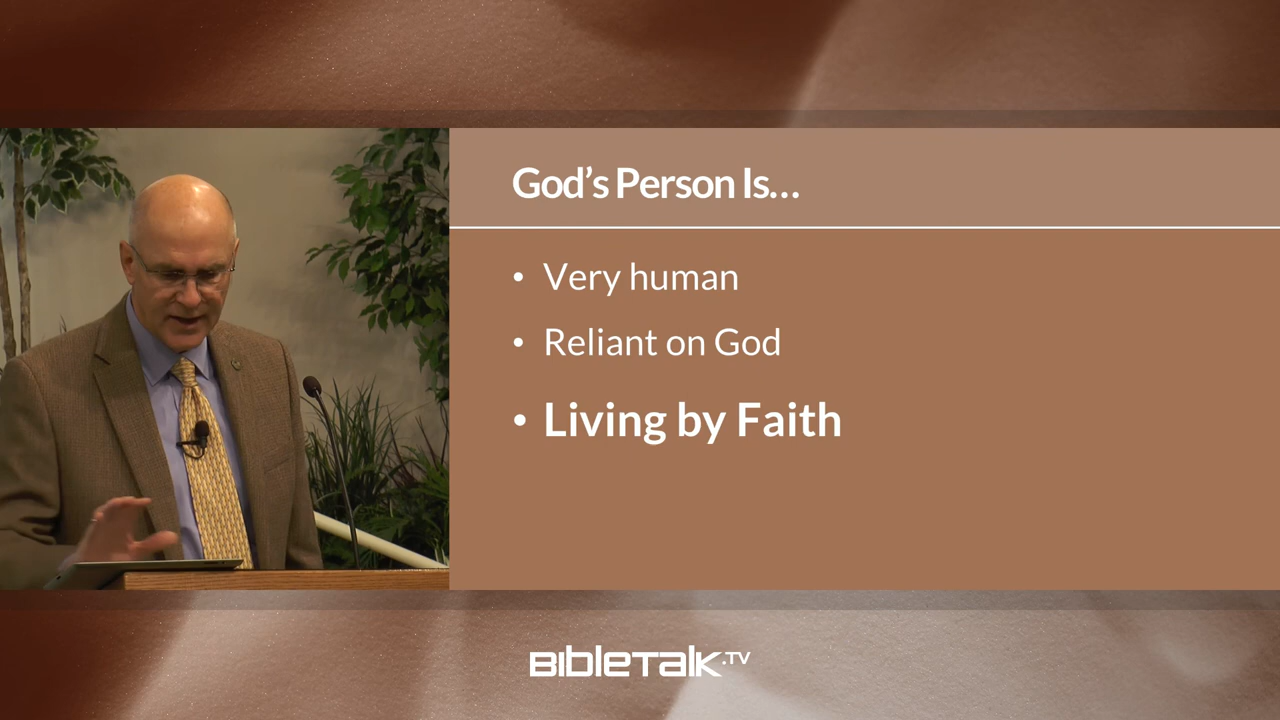 God's Person Is...
• Very human
• Reliant on God
• Living by Faith
BIBLETALK.TV